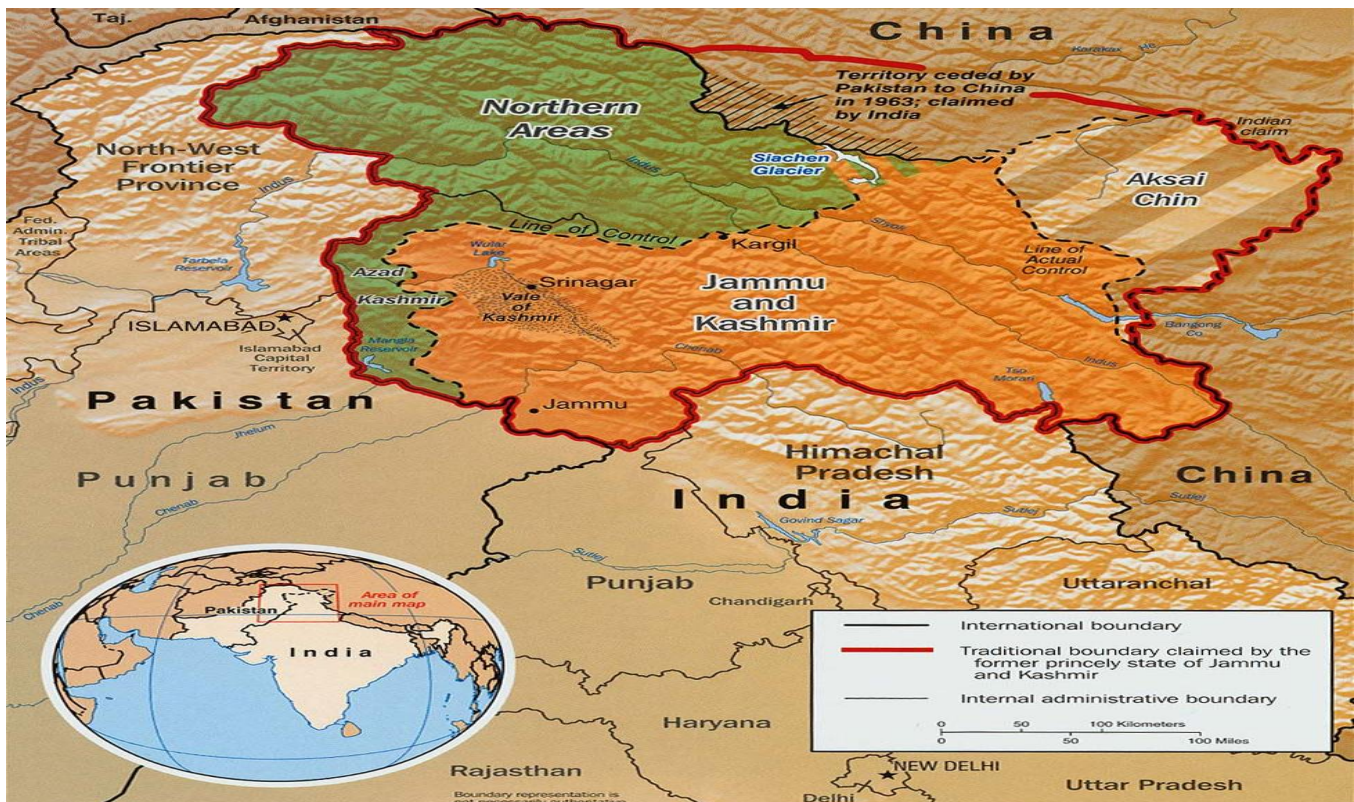 Taj.
Afghanistan
China
Karakax He
Territory ceded by
Pakistan to China
in 1963; claimed
by India
Northern
Areas
Indian
claim
North-West
Frontier
Province
Indus
Indus
Siachen
Glacier
Aksai
Chin
Fed.
Admin.
Tribal
Areas
Tarbela
Reservoir
Line of Control
Wular
Lake
Kargil
Shyok
Line of
Actual
Control
Azad
Kashmir
Srinagar
Vale
of
Kashmir
Jammu
and
Kashmir
ISLAMABAD
Islamabad
Capital
Territory
Mangla
Reservoir
Chenab
Bangong
Co
Indus
Tso
Morari
Indus
Pakistan
Jammu
Jhelum
Himachal
Pradesh
China
Punjab
India
Sutlej
Chenab
Govind Sagar
Sutlej
Sutlej
Punjab
Uttaranchal
Chandigarh
Chenab
Pakistan
Area of
main map
India
International boundary
Traditional boundary claimed by the
former princely state of Jammu
and Kashmir
Internal administrative boundary
0 50 100 Kilometers
0 50 100 Miles
Haryana
Rajasthan
NEW DELHI
Delhi
Uttar Pradesh
Boundary representation is
not necessarily authoritative